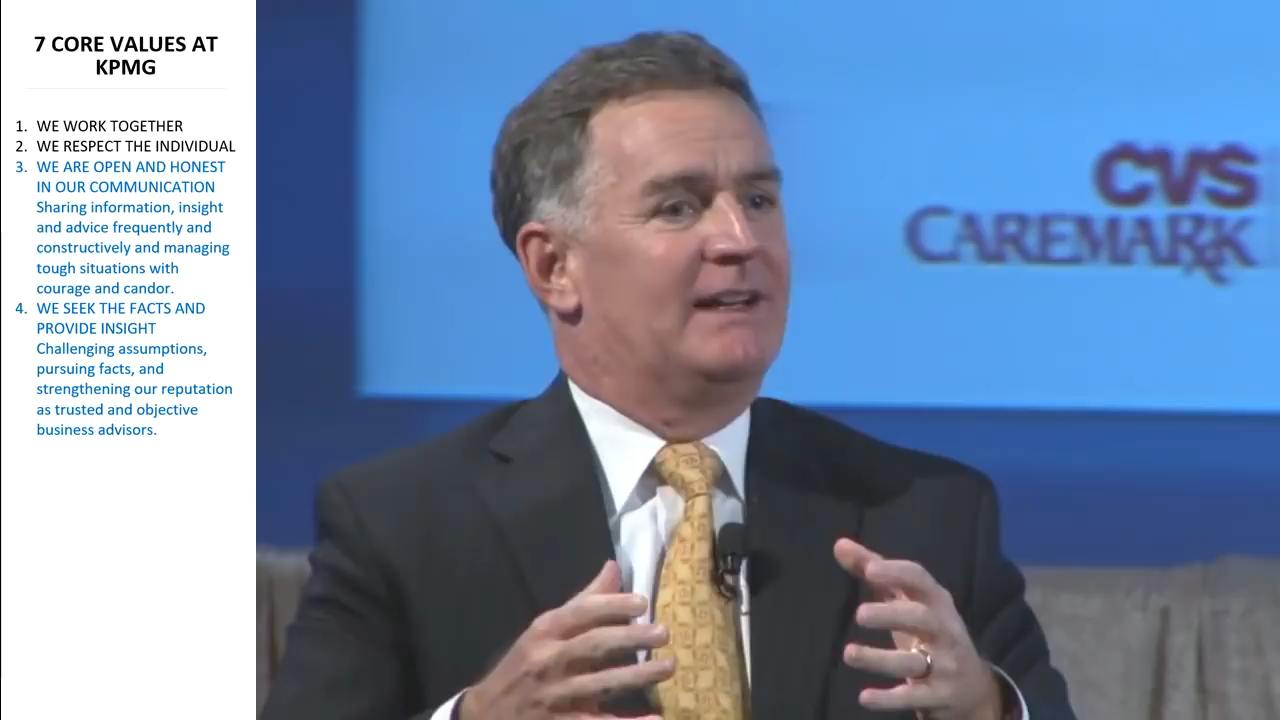 7 CORE VALUES AT
KPMG
1. WE WORK TOGETHER
2. WE RESPECT THE INDIVIDUAL
3. WE ARE OPEN AND HONEST
IN OUR COMMUNICATION
Sharing information, insight
and advice frequently and
constructively and managing
tough situations with
courage and candor.
4. WE SEEK THE FACTS AND
PROVIDE INSIGHT
Challenging assumptions,
pursuing facts, and
strengthening our reputation
as trusted and objective
business advisors.
CVS
CAREMARK